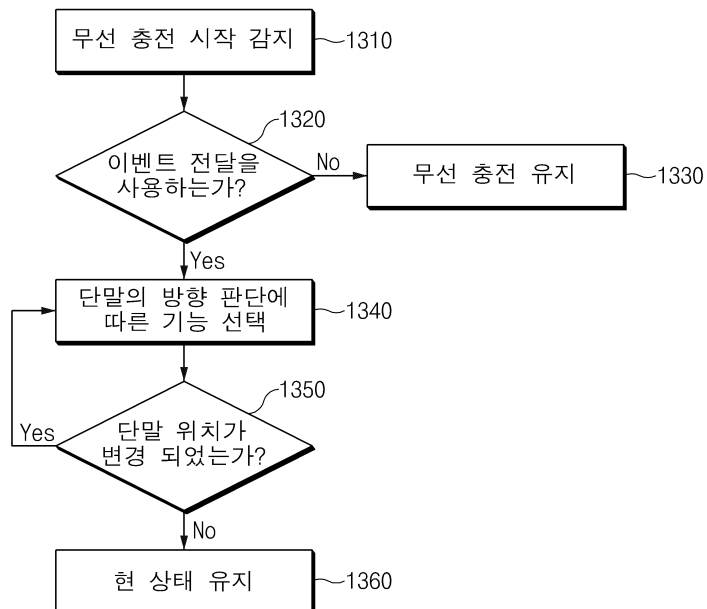 무선 충전 시작 감지
1310
1320
이벤트 전달을
사용하는가?
No
무선 충전 유지
1330
Yes
단말의 방향 판단에
따른 기능 선택
1340
1350
단말 위치가
변경 되었는가?
Yes
No
현 상태 유지
1360